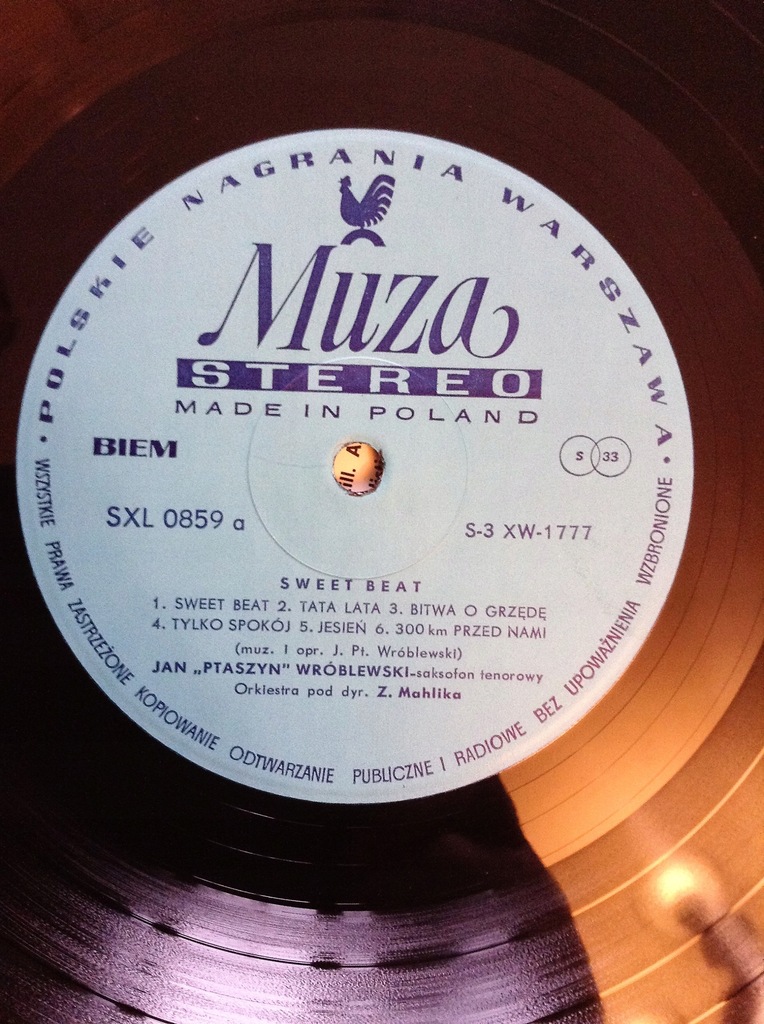 • POLSKIE NAGRANIA WARSZAWA •
Muza
STEREO
MADE IN POLAND
BIEM
S 33
SXL 0859 a
S-3 XW-1777
SWEET BEAT
1. SWEET BEAT 2. TATA LATA 3. BITWA O GRZĘDĘ
4. TYLKO SPOKÓJ 5. JESIEŃ 6. 300 km PRZED NAMI
(muz. i opr. J. Pt. Wróblewski)
JAN „PTASZYN" WRÓBLEWSKI-saksofon tenorowy
Orkiestra pod dyr. Z. Mahlika
WSZYSTKIE PRAWA ZASTRZEŻONE KOPIOWANIE ODTWARZANIE PUBLICZNE I RADIOWE BEZ UPOWAŻNIENIA WZBRONIONE